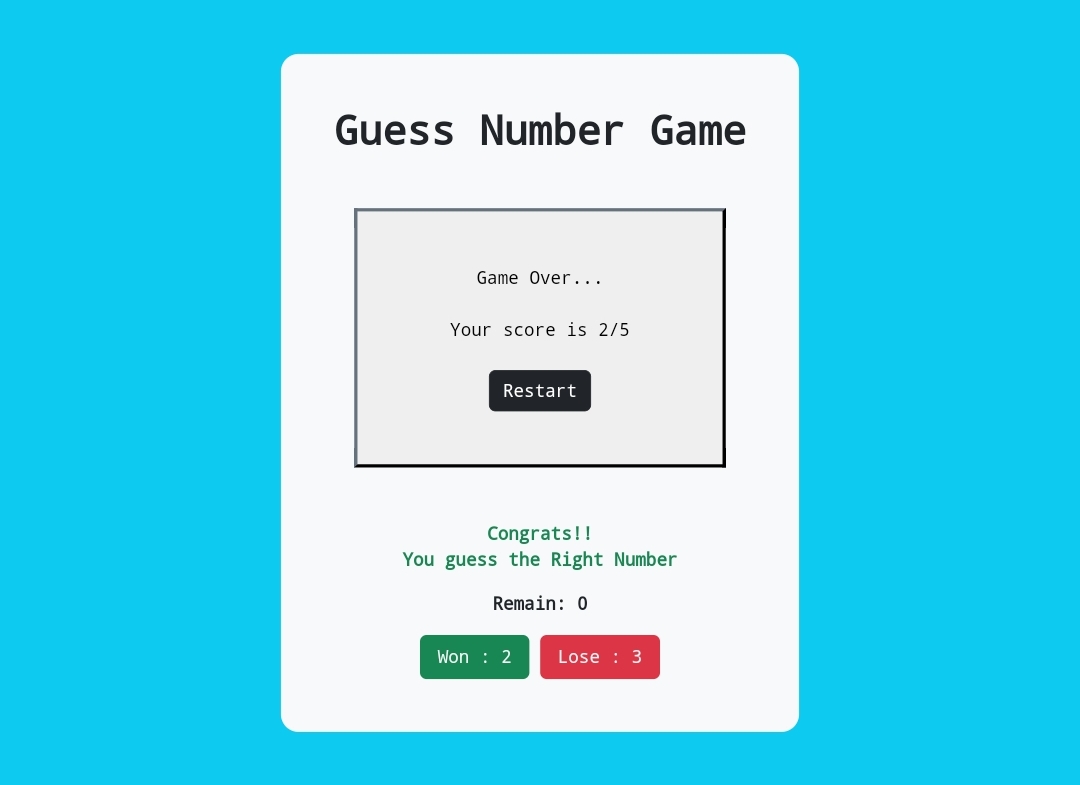 Guess Number Game
Game Over...
Your score is 2/5
Restart
Congrats!!
You guess the Right Number
Remain: 0
Won : 2
Lose : 3